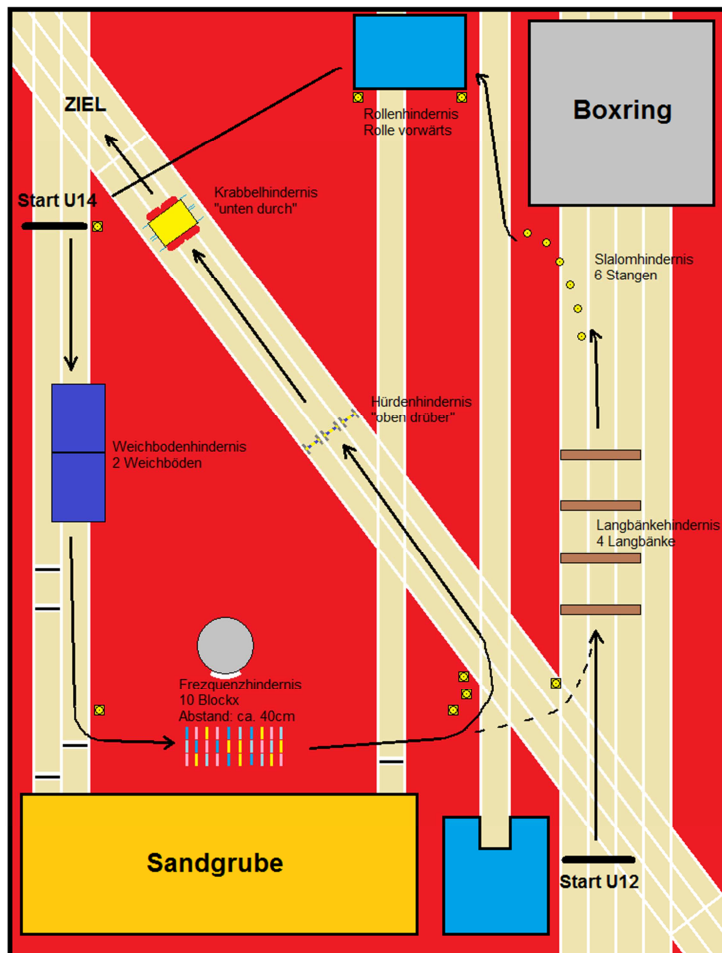 ZIEL
Boxring
Rollenhindernis
Rolle vorwärts
Start U14
Krabbelhindernis
"unten durch"
Slalomhindernis
6 Stangen
Hürdenhindernis
"oben drüber"
Weichbodenhindernis
2 Weichböden
Langbänkehindernis
4 Langbänke
Frezquenzhindernis
10 Blockx
Abstand: ca. 40cm
Sandgrube
Start U12